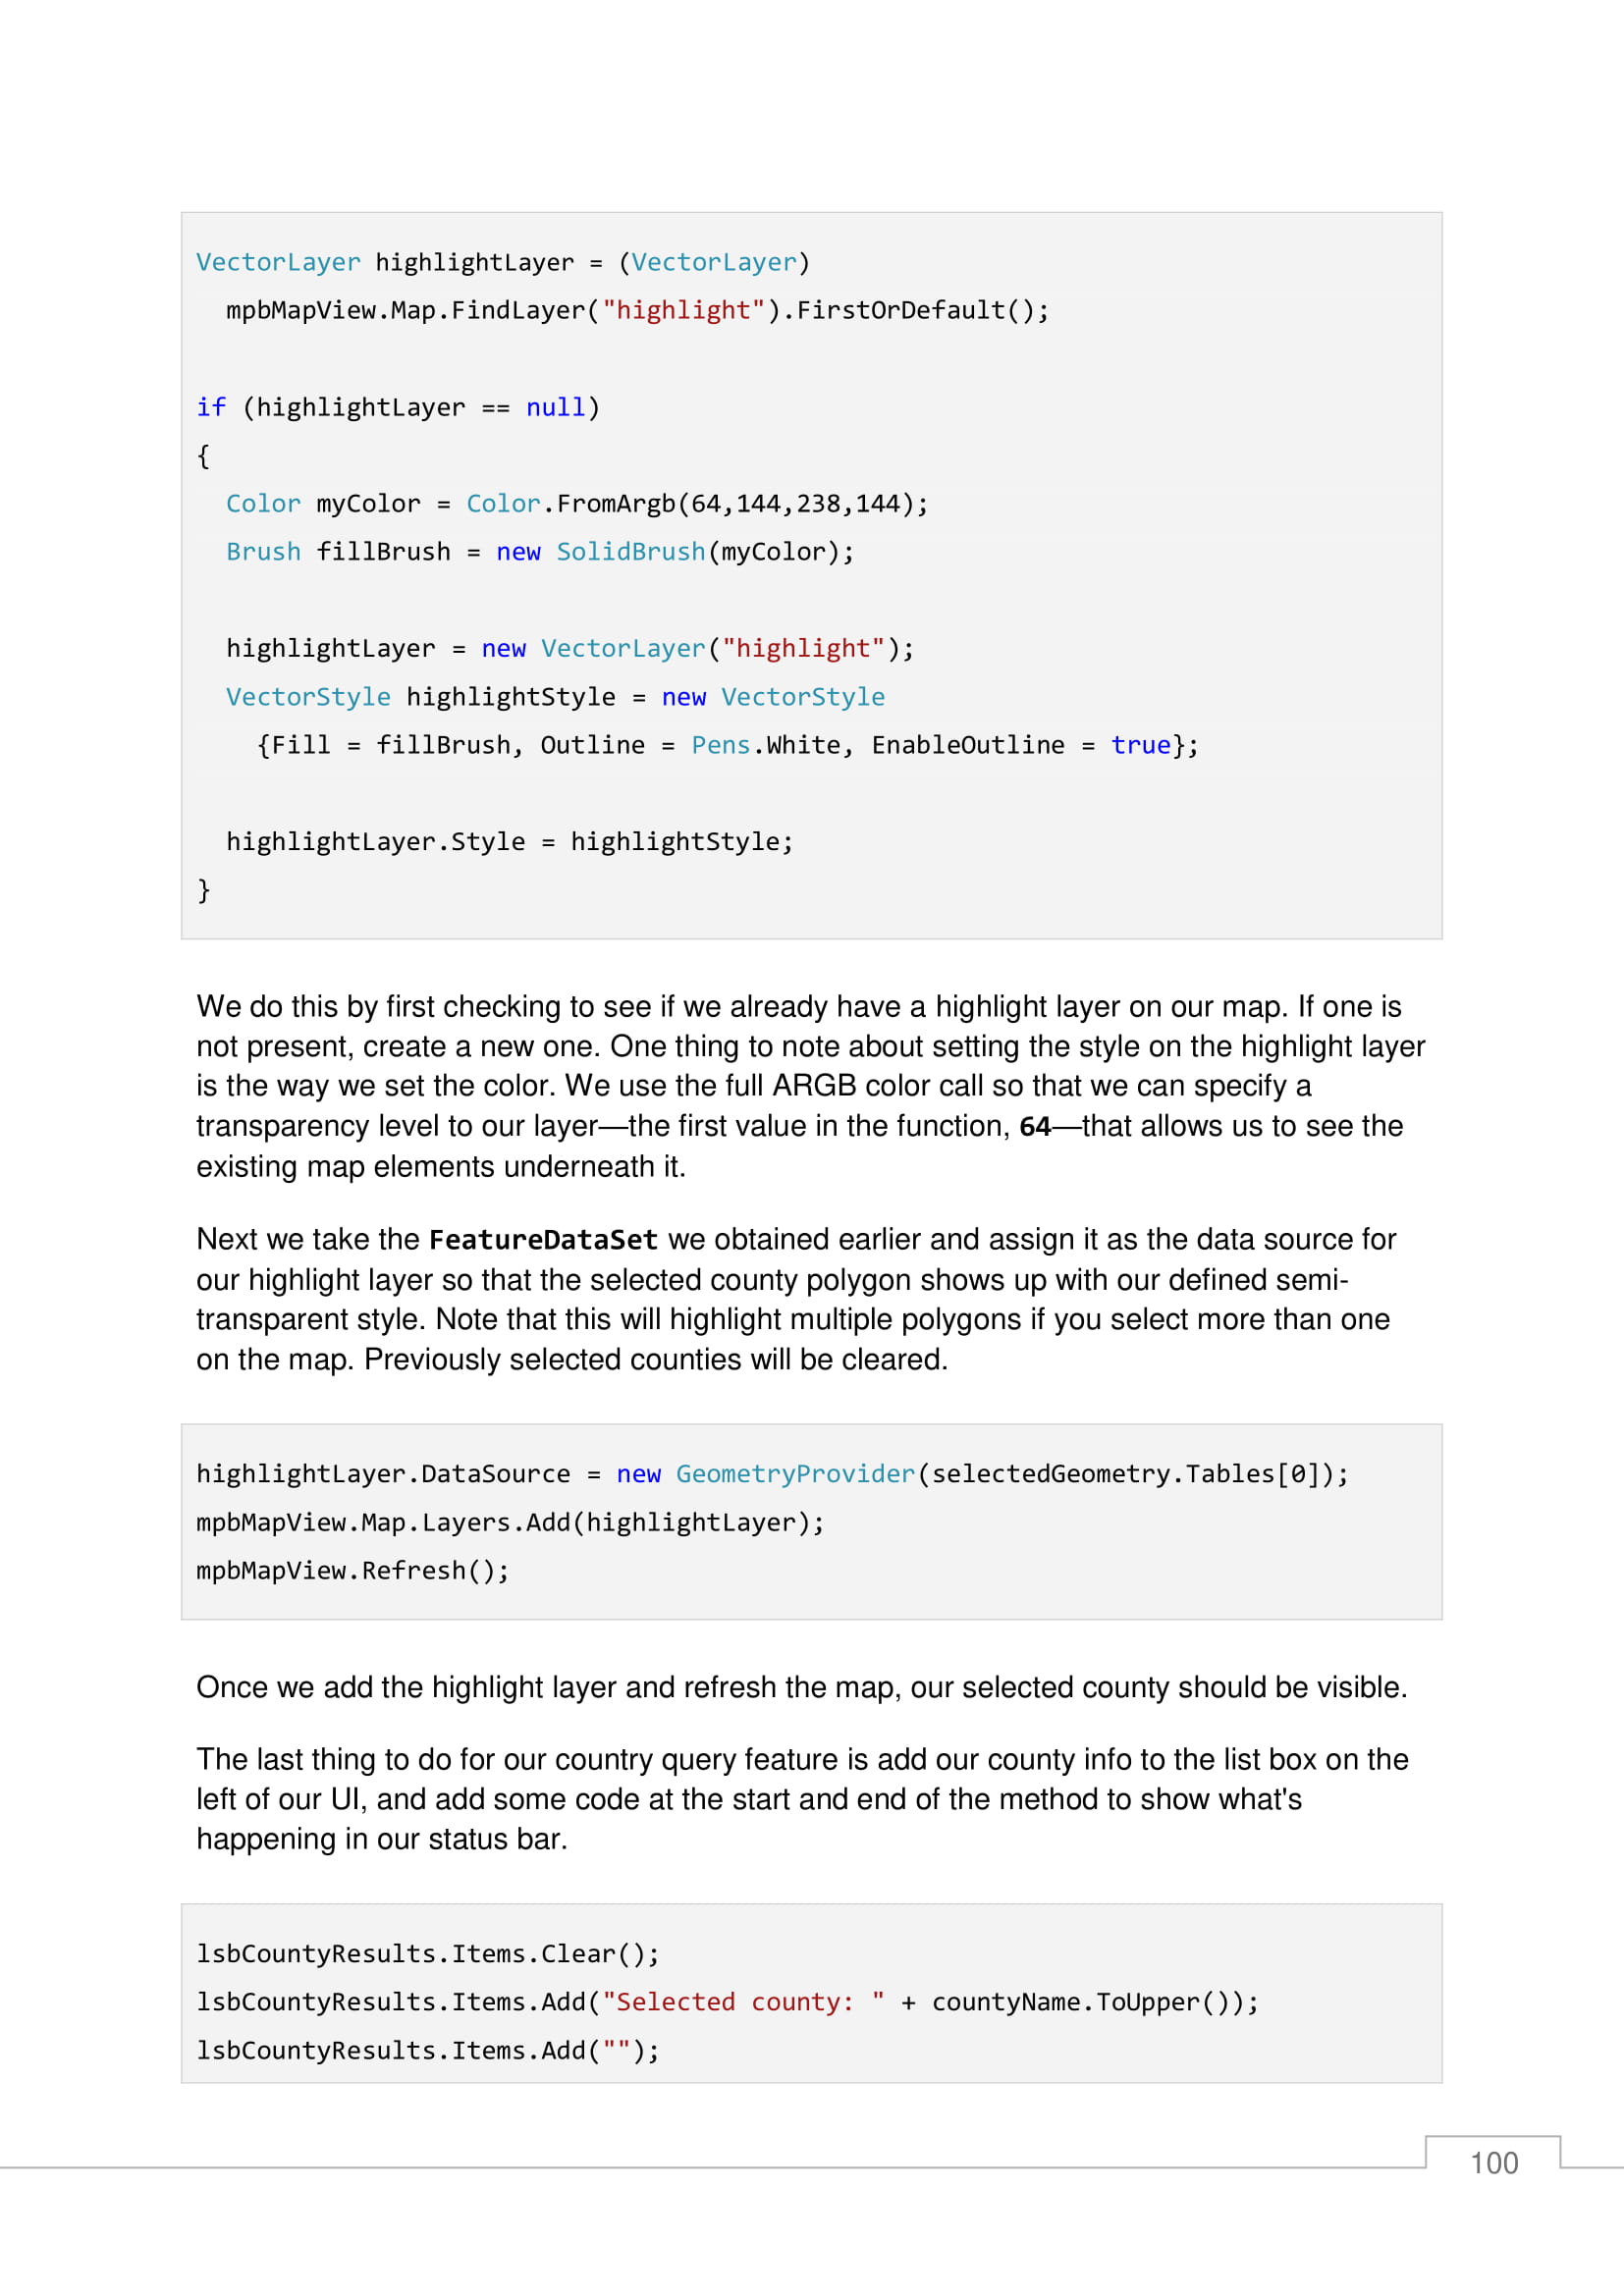 VectorLayer highlightLayer = (VectorLayer)
  mpbMapView.Map.FindLayer("highlight").FirstOrDefault();
if (highlightLayer == null)
{
  Color myColor = Color.FromArgb(64,144,238,144);
  Brush fillBrush = new SolidBrush(myColor);
  highlightLayer = new VectorLayer("highlight");
  VectorStyle highlightStyle = new VectorStyle
    {Fill = fillBrush, Outline = Pens.White, EnableOutline = true};
  highlightLayer.Style = highlightStyle;
}
We do this by first checking to see if we already have a highlight layer on our map. If one is
not present, create a new one. One thing to note about setting the style on the highlight layer
is the way we set the color. We use the full ARGB color call so that we can specify a
transparency level to our layer—the first value in the function, 64—that allows us to see the
existing map elements underneath it.
Next we take the FeatureDataSet we obtained earlier and assign it as the data source for
our highlight layer so that the selected county polygon shows up with our defined semi-
transparent style. Note that this will highlight multiple polygons if you select more than one
on the map. Previously selected counties will be cleared.
highlightLayer.DataSource = new GeometryProvider(selectedGeometry.Tables[0]);
mpbMapView.Map.Layers.Add(highlightLayer);
mpbMapView.Refresh();
Once we add the highlight layer and refresh the map, our selected county should be visible.
The last thing to do for our country query feature is add our county info to the list box on the
left of our UI, and add some code at the start and end of the method to show what's
happening in our status bar.
lsbCountyResults.Items.Clear();
lsbCountyResults.Items.Add("Selected county: " + countyName.ToUpper());
lsbCountyResults.Items.Add("");
100